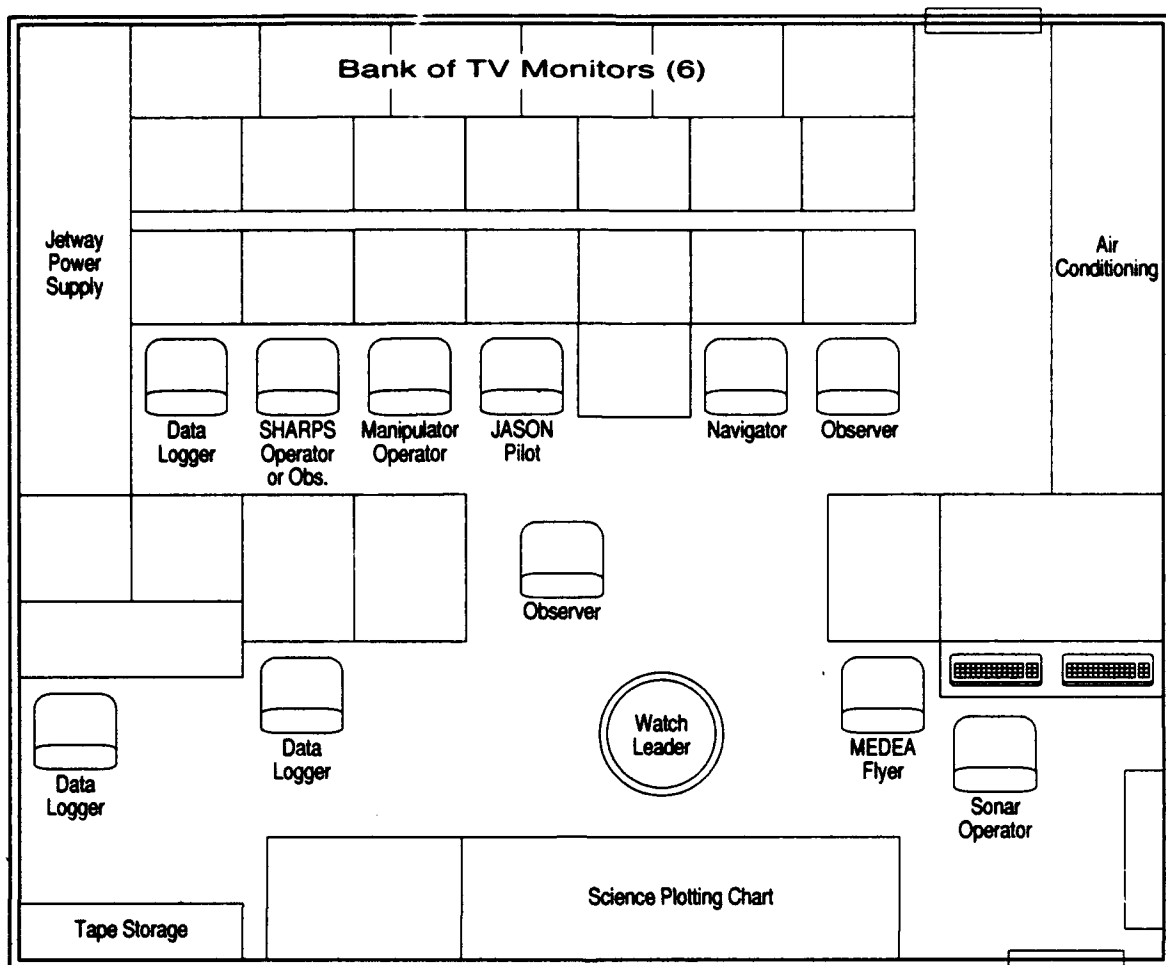 Bank of TV Monitors (6)
Jetway
Power
Supply
Air
Conditioning
Data
Logger
SHARPS
Operator
or Obs.
Manipulator
Operator
JASON
Pilot
Navigator
Observer
Observer
Data
Logger
Data
Logger
Watch
Leader
MEDEA
Flyer
Sonar
Operator
Science Plotting Chart
Tape Storage